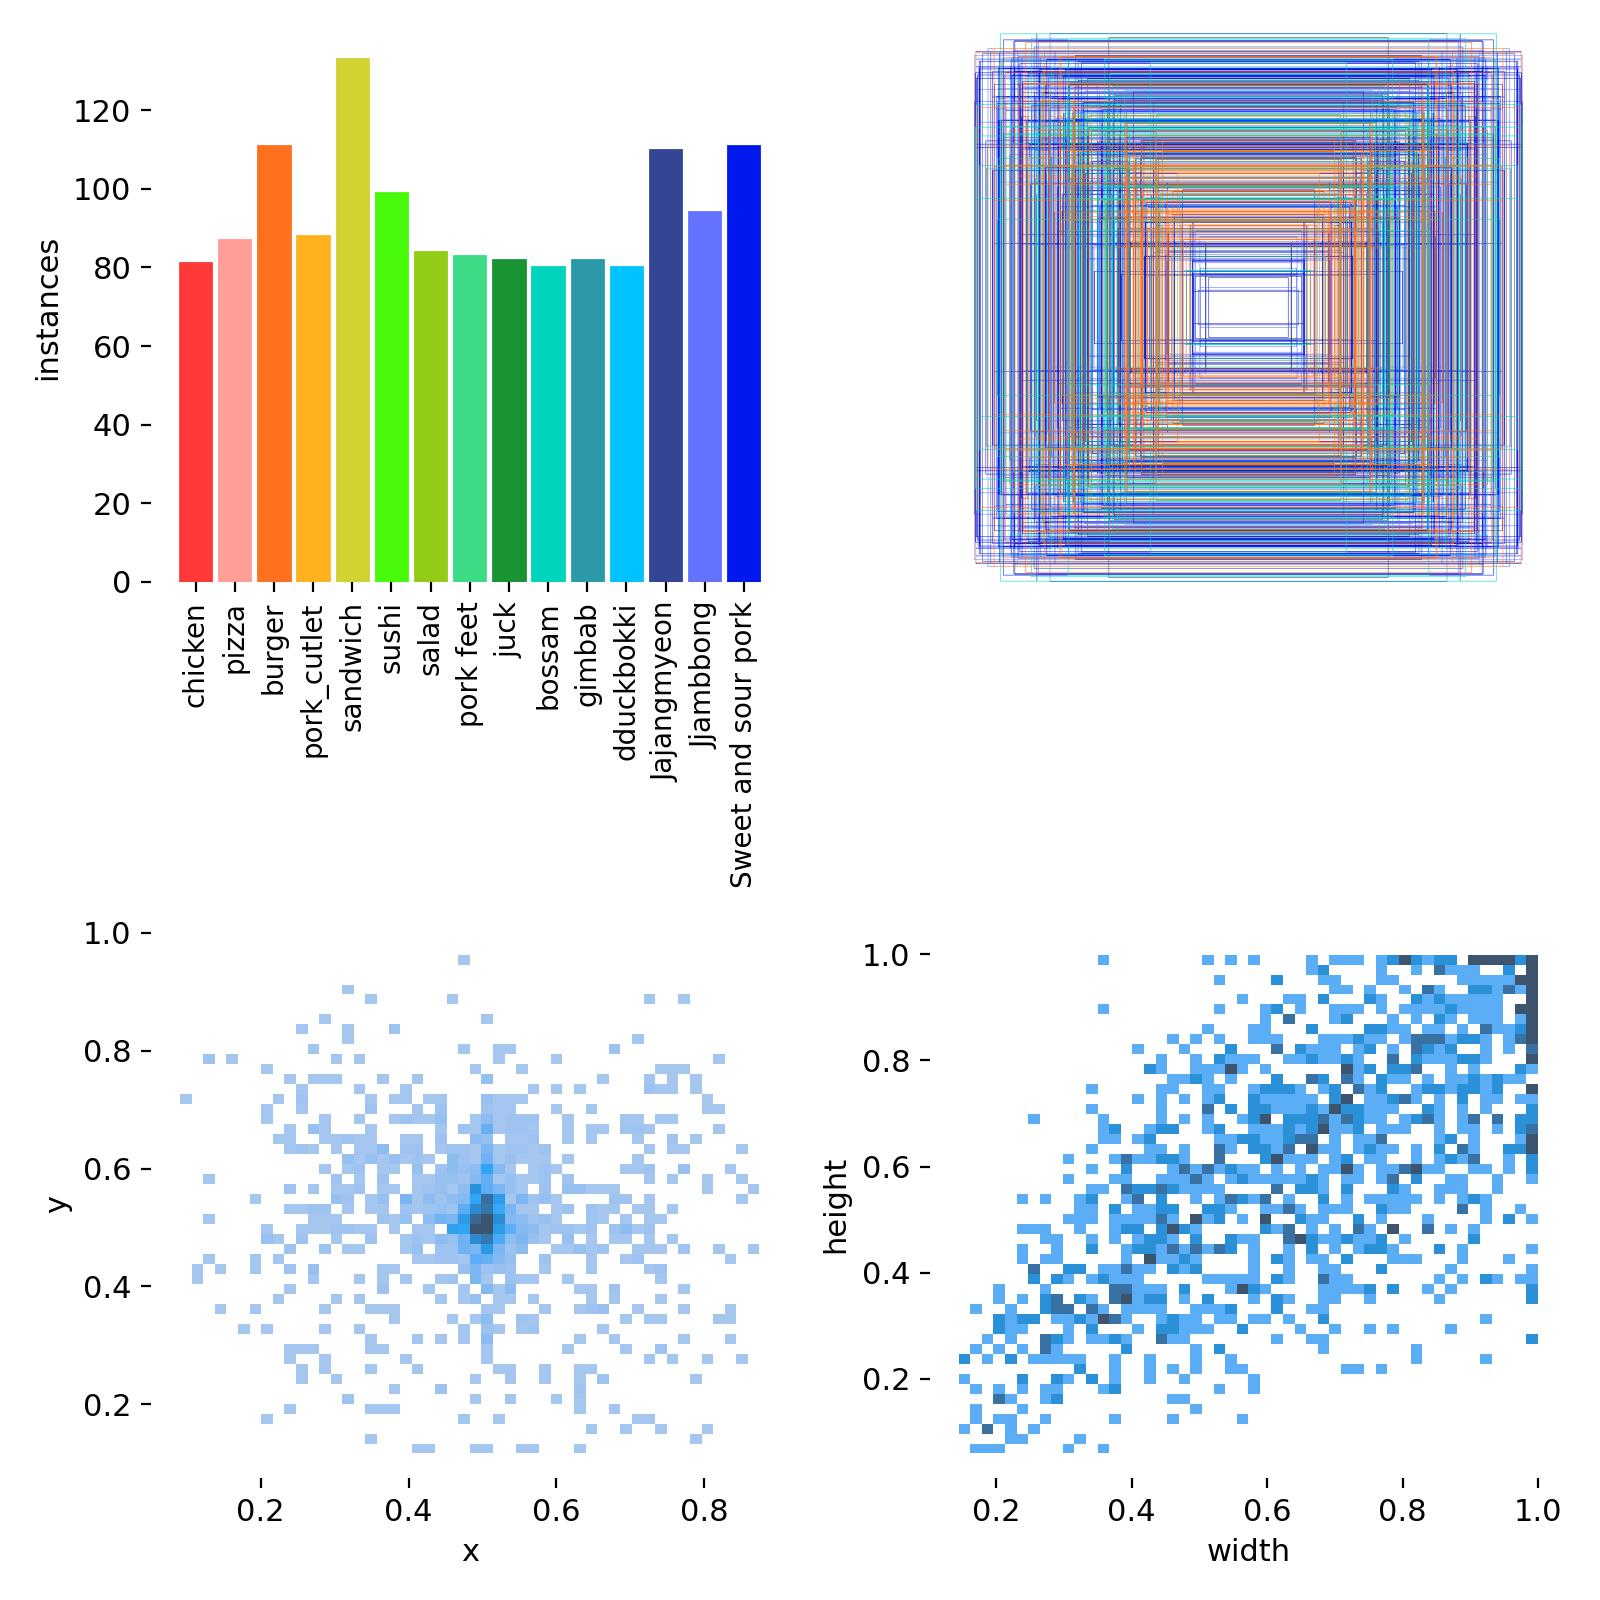 120
100
80
60
40
20
0
instances
chicken
pizza
burger
pork_cutlet
sandwich
sushi
salad
pork feet
juck
bossam
gimbab
dduckbokki
Jajangmyeon
Jjambbong
Sweet and sour pork
1.0
0.8
0.6
0.4
0.2
y
0.2 0.4 0.6 0.8
x
1.0
0.8
0.6
0.4
0.2
height
0.2 0.4 0.6 0.8 1.0
width